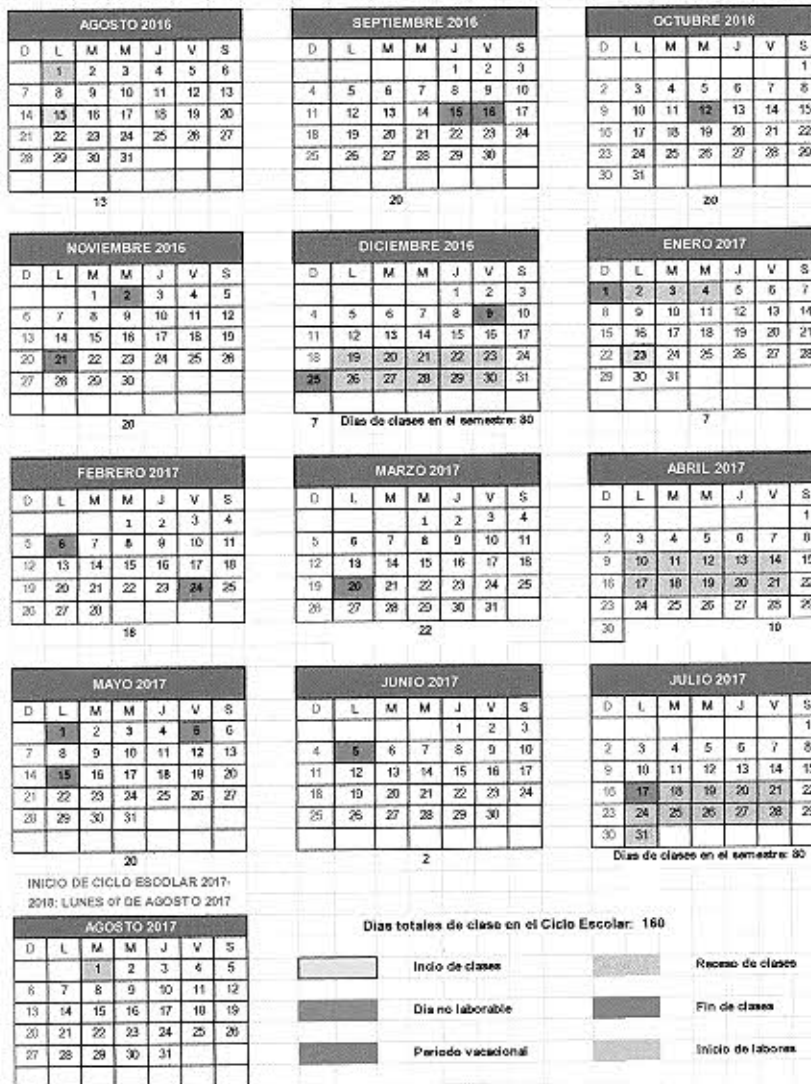 AGOSTO 2016
D L M M J V S
1 2 3 4 5 6
7 8 9 10 11 12 13
14 15 16 17 18 19 20
21 22 23 24 25 26 27
28 29 30 31
13
SEPTIEMBRE 2016
D L M M J V S
1 2 3
4 5 6 7 8 9 10
11 12 13 14 15 16 17
18 19 20 21 22 23 24
25 26 27 28 29 30
20
OCTUBRE 2016
D L M M J V S
1
2 3 4 5 6 7 8
9 10 11 12 13 14 15
16 17 18 19 20 21 22
23 24 25 26 27 28 29
30 31
20
NOVIEMBRE 2016
D L M M J V S
1 2 3 4 5
6 7 8 9 10 11 12
13 14 15 16 17 18 19
20 21 22 23 24 25 26
27 28 29 30
20
DICIEMBRE 2016
D L M M J V S
1 2 3
4 5 6 7 8 9 10
11 12 13 14 15 16 17
18 19 20 21 22 23 24
25 26 27 28 29 30 31
7 Dias de clases en el semestre: 80
ENERO 2017
D L M M J V S
1 2 3 4 5 6 7
8 9 10 11 12 13 14
15 16 17 18 19 20 21
22 23 24 25 26 27 28
29 30 31
7
FEBRERO 2017
D L M M J V S
1 2 3 4
5 6 7 8 9 10 11
12 13 14 15 16 17 18
19 20 21 22 23 24 25
26 27 28
18
MARZO 2017
D L M M J V S
1 2 3 4
5 6 7 8 9 10 11
12 13 14 15 16 17 18
19 20 21 22 23 24 25
26 27 28 29 30 31
22
ABRIL 2017
D L M M J V S
1
2 3 4 5 6 7 8
9 10 11 12 13 14 15
16 17 18 19 20 21 22
23 24 25 26 27 28 29
30 10
MAYO 2017
D L M M J V S
1 2 3 4 5 6
7 8 9 10 11 12 13
14 15 16 17 18 19 20
21 22 23 24 25 26 27
28 29 30 31
20
JUNIO 2017
D L M M J V S
1 2 3
4 5 6 7 8 9 10
11 12 13 14 15 16 17
18 19 20 21 22 23 24
25 26 27 28 29 30
2
JULIO 2017
D L M M J V S
1
2 3 4 5 6 7 8
9 10 11 12 13 14 15
16 17 18 19 20 21 22
23 24 25 26 27 28 29
30 31
Dias de clases en el semestre: 80
INICIO DE CICLO ESCOLAR 2017-
2018: LUNES 07 DE AGOSTO 2017
AGOSTO 2017
D L M M J V S
1 2 3 4 5
6 7 8 9 10 11 12
13 14 15 16 17 18 19
20 21 22 23 24 25 26
27 28 29 30 31
Dias totales de clase en el Ciclo Escolar: 160
Incio de clases
Receso de clases
Dia no laborable
Fin de clases
Periodo vacacional
Inicio de labores